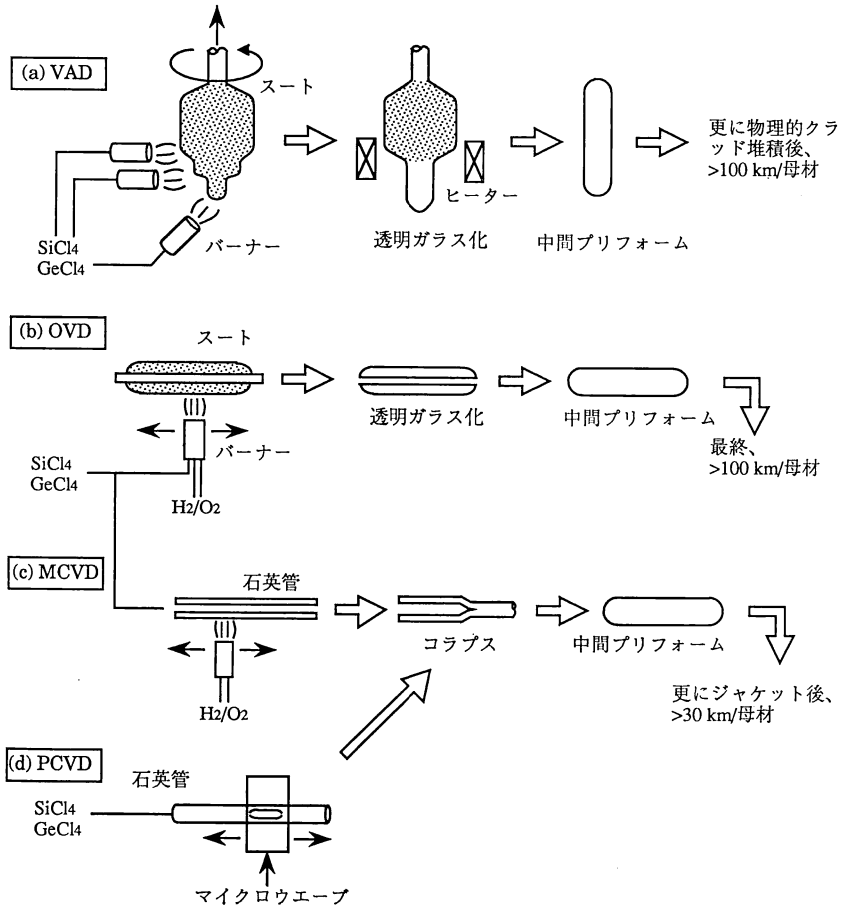 (a) VAD
スート
SiCl4
GeCl4
バーナー
ヒーター
透明ガラス化
中間プリフォーム
更に物理的クラ
ッド堆積後、
>100 km/母材
(b) OVD
スート
バーナー
SiCl4
GeCl4
H2/O2
透明ガラス化
中間プリフォーム
最終、
>100 km/母材
(c) MCVD
石英管
H2/O2
コラプス
中間プリフォーム
更にジャケット後、
>30 km/母材
(d) PCVD
石英管
SiCl4
GeCl4
マイクロウエーブ